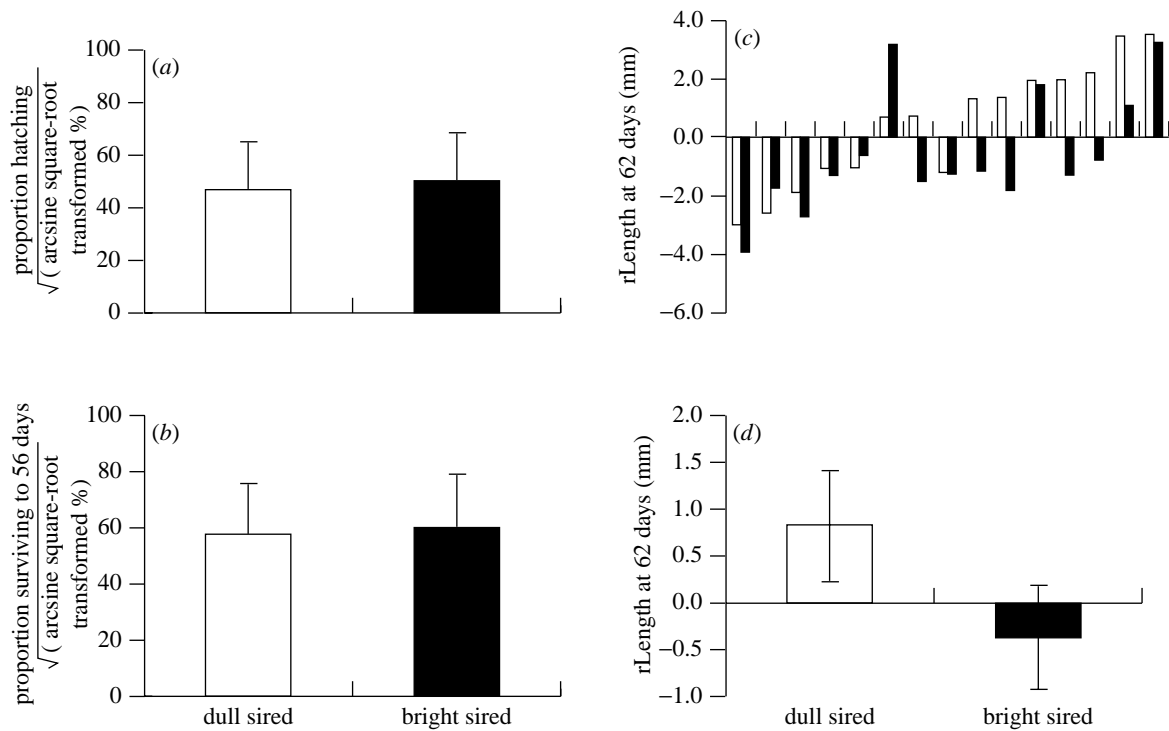 (a)
proportion hatching
√( arcsine square-root
transformed %)
100
80
60
40
20
0
(c)
rLength at 62 days (mm)
4.0
2.0
0.0
−2.0
−4.0
−6.0
(b)
proportion surviving to 56 days
√( arcsine square-root
transformed %)
100
80
60
40
20
0
dull sired
bright sired
(d)
rLength at 62 days (mm)
2.0
1.5
1.0
0.5
0.0
−0.5
−1.0
dull sired
bright sired